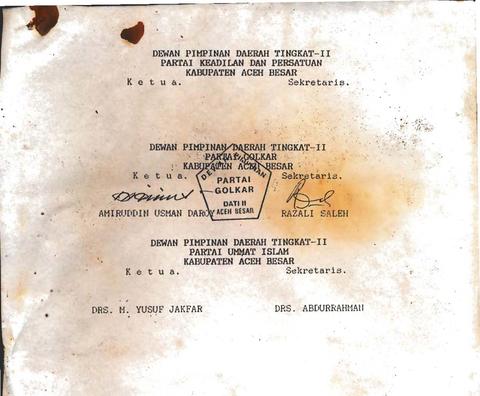 DEWAN PIMPINAN DAERAH TINGKAT-II
PARTAI KEADILAN DAN PERSATUAN
KABUPATEN ACEH BESAR
K e t u a. Sekretaris.
DEWAN PIMPINAN DAERAH TINGKAT-II
PARTAI GOLKAR
KABUPATEN ACEH BESAR
K e t u a. Sekretaris.
DEWAN PIMPINAN
PARTAI
GOLKAR
DATI II
ACEH BESAR
AMIRUDDIN USMAN DAROY RAZALI SALEH
DEWAN PIMPINAN DAERAH TINGKAT-II
PARTAI UMMAT ISLAM
KABUPATEN ACEH BESAR
K e t u a. Sekretaris.
DRS. M. YUSUF JAKFAR DRS. ABDURRAHMAN